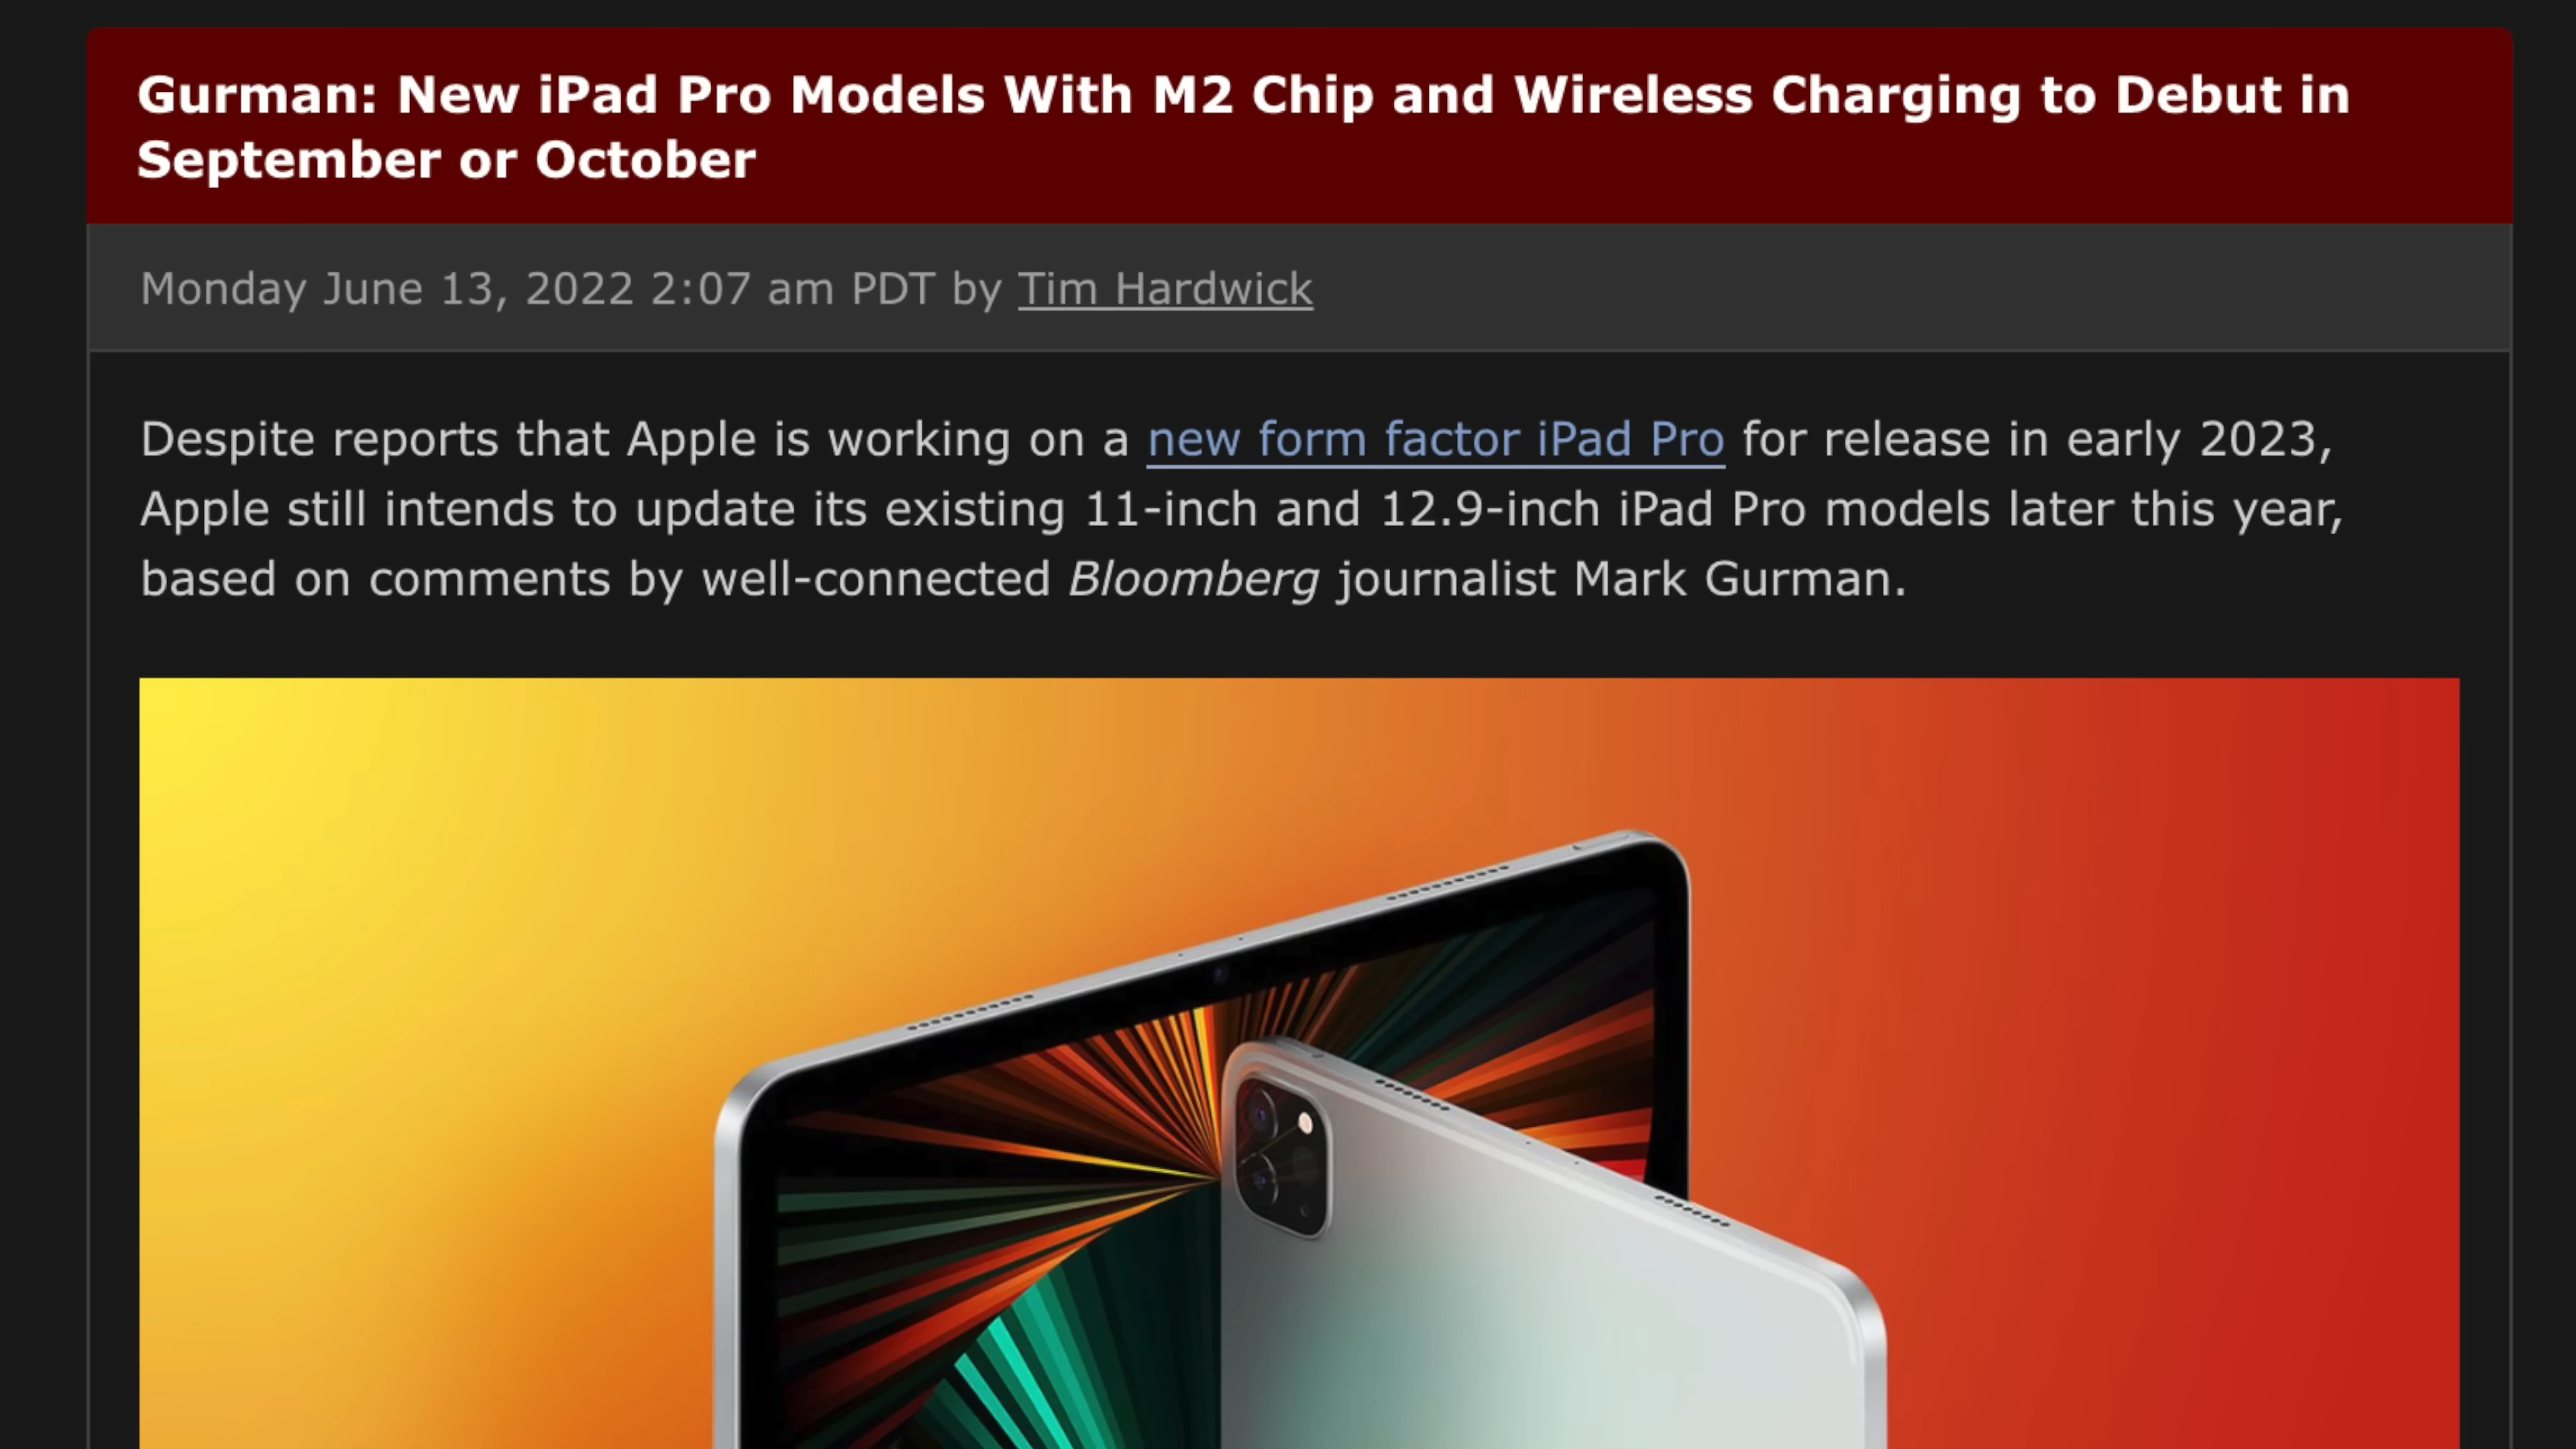 Gurman: New iPad Pro Models With M2 Chip and Wireless Charging to Debut in
September or October
Monday June 13, 2022 2:07 am PDT by Tim Hardwick
Despite reports that Apple is working on a new form factor iPad Pro for release in early 2023,
Apple still intends to update its existing 11-inch and 12.9-inch iPad Pro models later this year,
based on comments by well-connected Bloomberg journalist Mark Gurman.